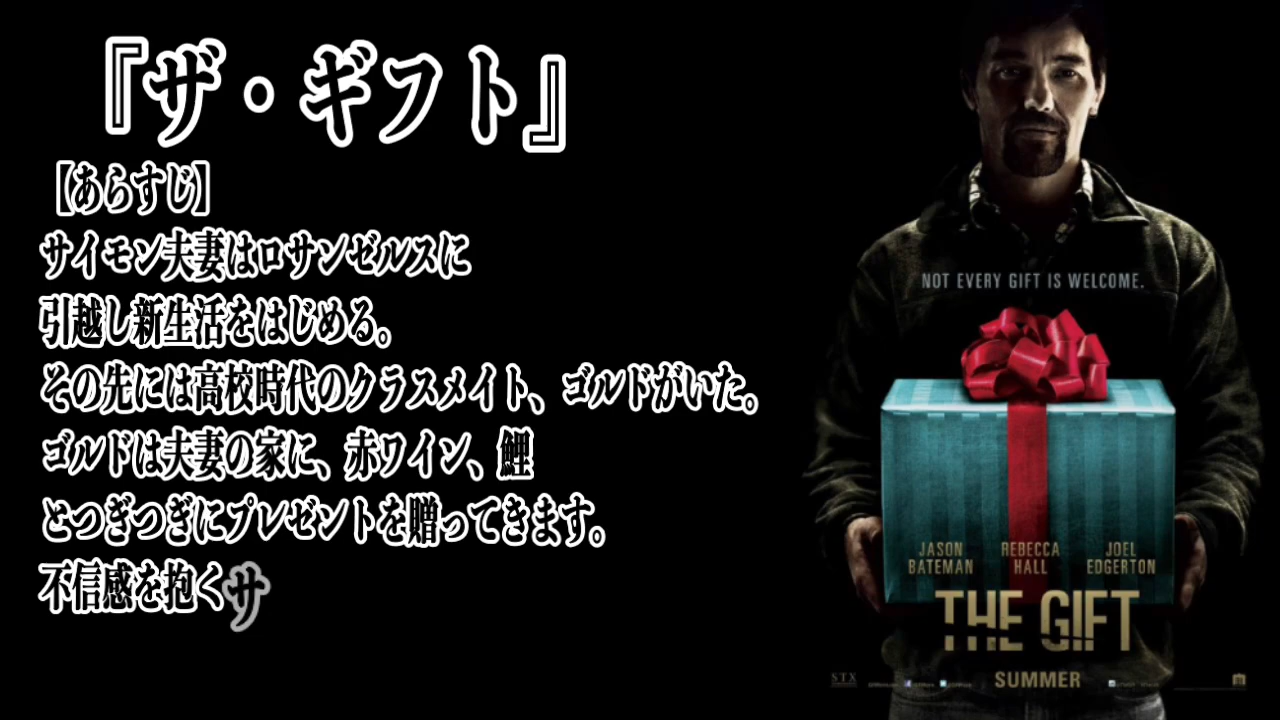 『ザ・ギフト』
【あらすじ】
サイモン夫妻はロサンゼルスに
引越し新生活をはじめる。
その先には高校時代のクラスメイト、ゴルドがいた。
ゴルドは夫妻の家に、赤ワイン、鯉
とつぎつぎにプレゼントを贈ってきます。
不信感を抱くサ
NOT EVERY GIFT IS WELCOME.
JASON BATEMAN
REBECCA HALL
JOEL EDGERTON
THE GIFT
STX
SUMMER